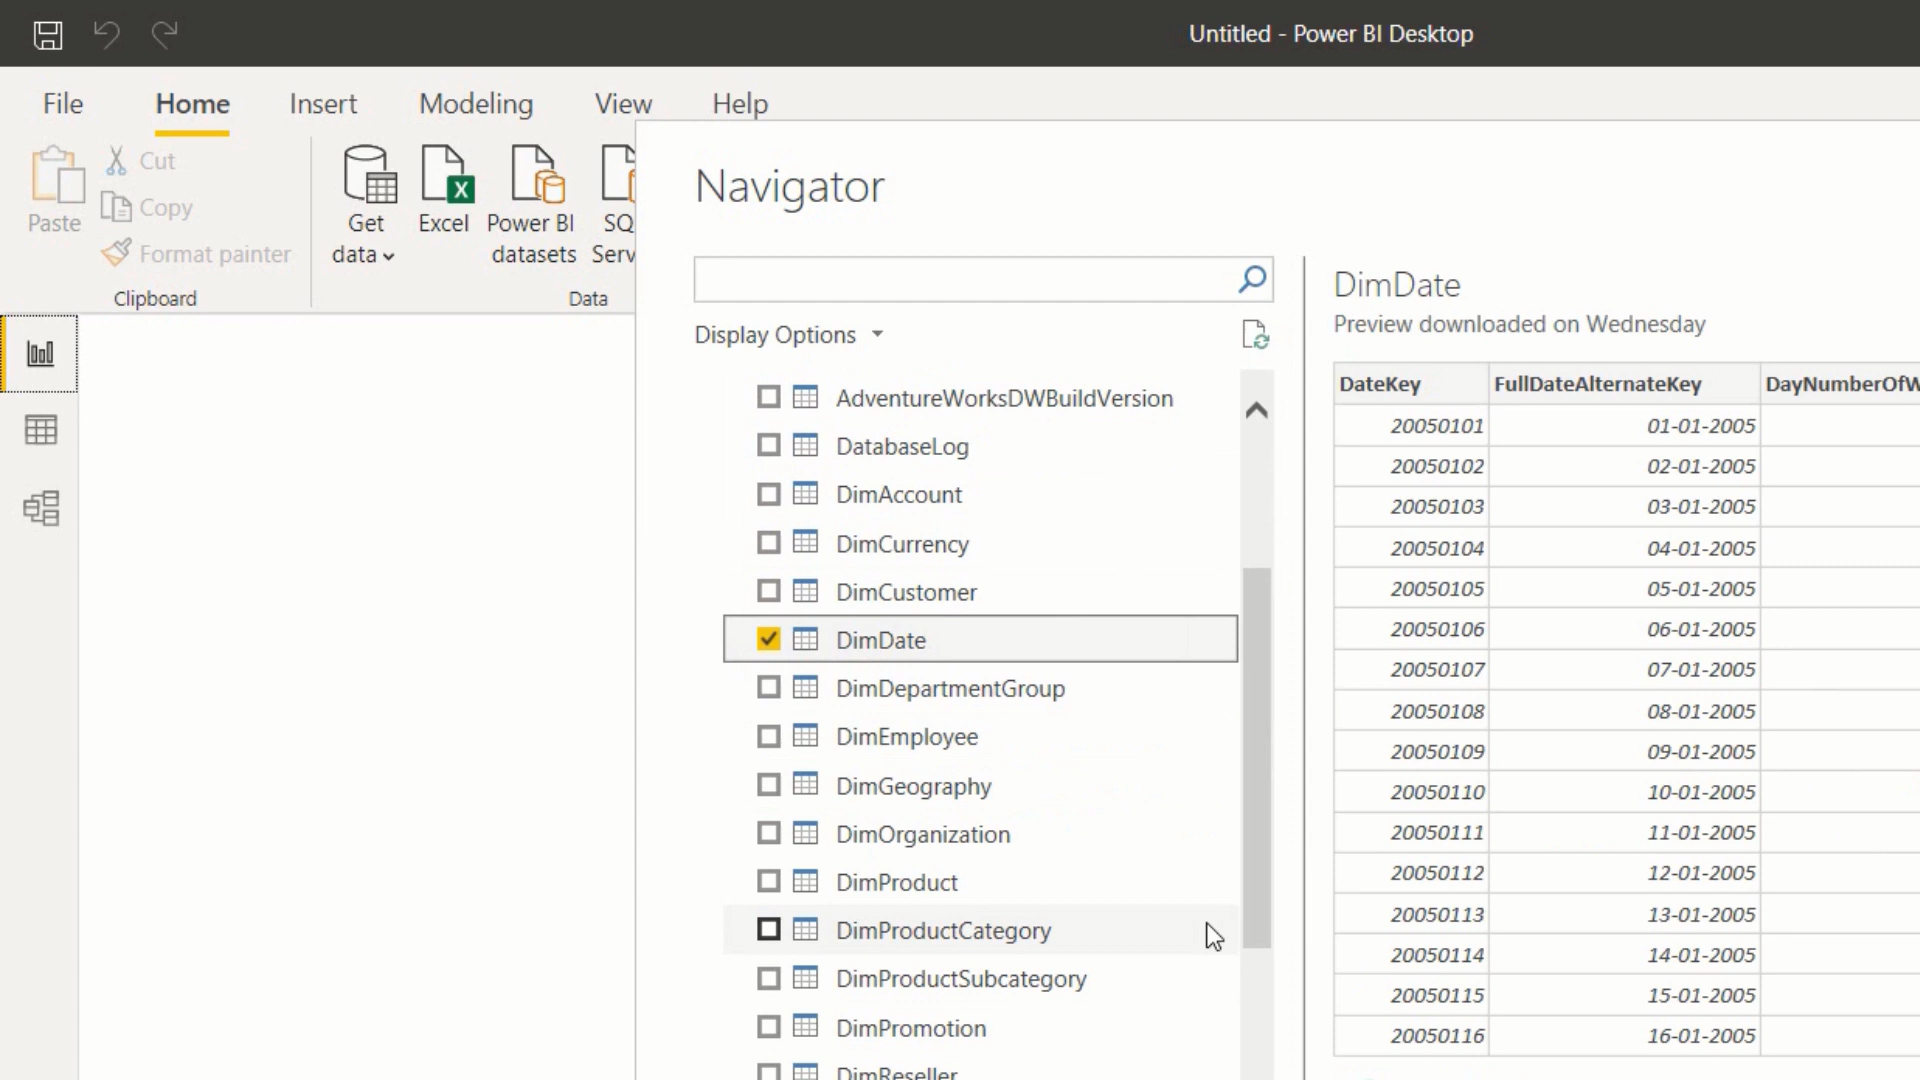 Untitled - Power BI Desktop
File Home Insert Modeling View Help
Paste
Cut
Copy
Format painter
Clipboard
Get data
Excel
Power BI datasets
Data
Navigator
Display Options
AdventureWorksDWBuildVersion
DatabaseLog
DimAccount
DimCurrency
DimCustomer
DimDate
DimDepartmentGroup
DimEmployee
DimGeography
DimOrganization
DimProduct
DimProductCategory
DimProductSubcategory
DimPromotion
DimReseller
DimDate
Preview downloaded on Wednesday
DateKey FullDateAlternateKey DayNumberOfW
20050101 01-01-2005
20050102 02-01-2005
20050103 03-01-2005
20050104 04-01-2005
20050105 05-01-2005
20050106 06-01-2005
20050107 07-01-2005
20050108 08-01-2005
20050109 09-01-2005
20050110 10-01-2005
20050111 11-01-2005
20050112 12-01-2005
20050113 13-01-2005
20050114 14-01-2005
20050115 15-01-2005
20050116 16-01-2005